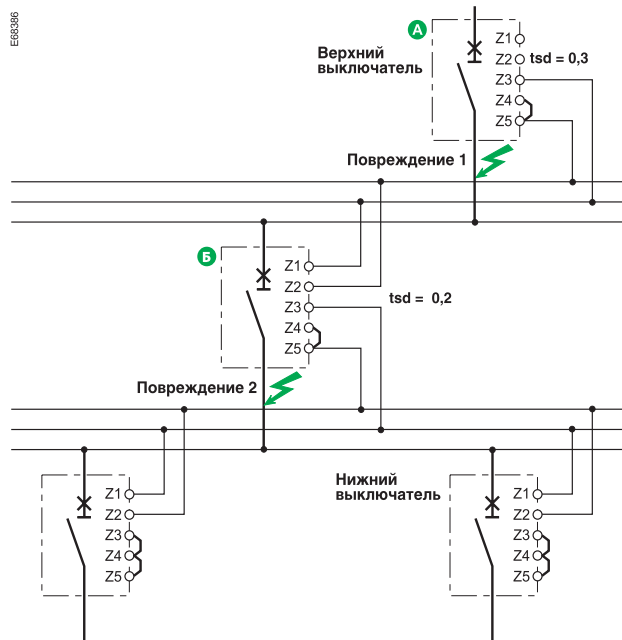 E68386
А
Верхний
выключатель
Z1
Z2
tsd = 0,3
Z3
Z4
Z5
Повреждение 1
Б
Z1
Z2
Z3
tsd = 0,2
Z4
Z5
Повреждение 2
Нижний
выключатель
Z1
Z2
Z3
Z4
Z5
Z1
Z2
Z3
Z4
Z5